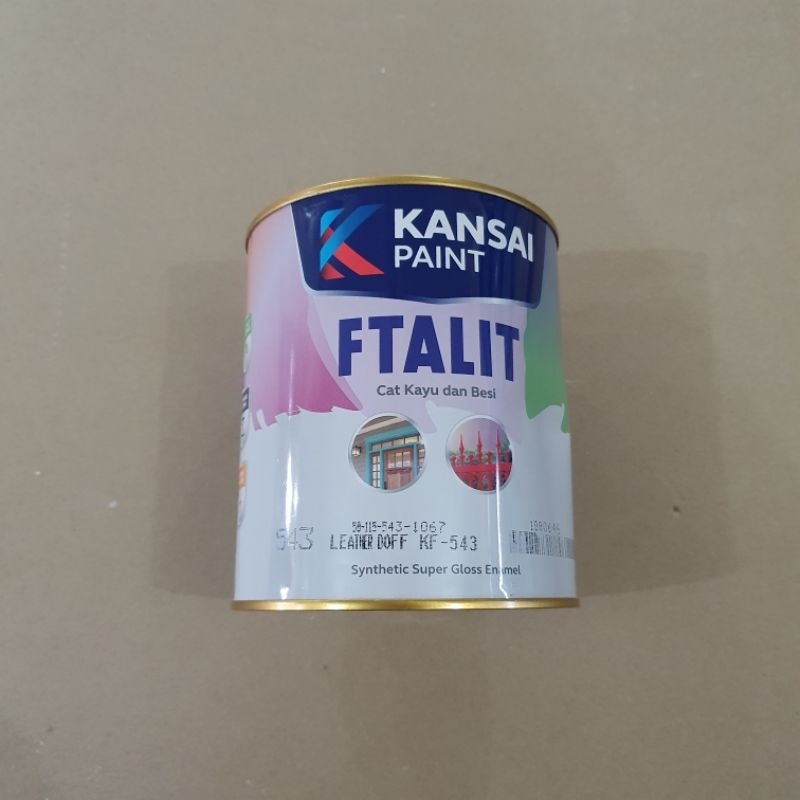 KANSAI
PAINT
FTALIT
Cat Kayu dan Besi
58-115-543-1067
543 LEATHER DOFF KF-543
Synthetic Super Gloss Enamel